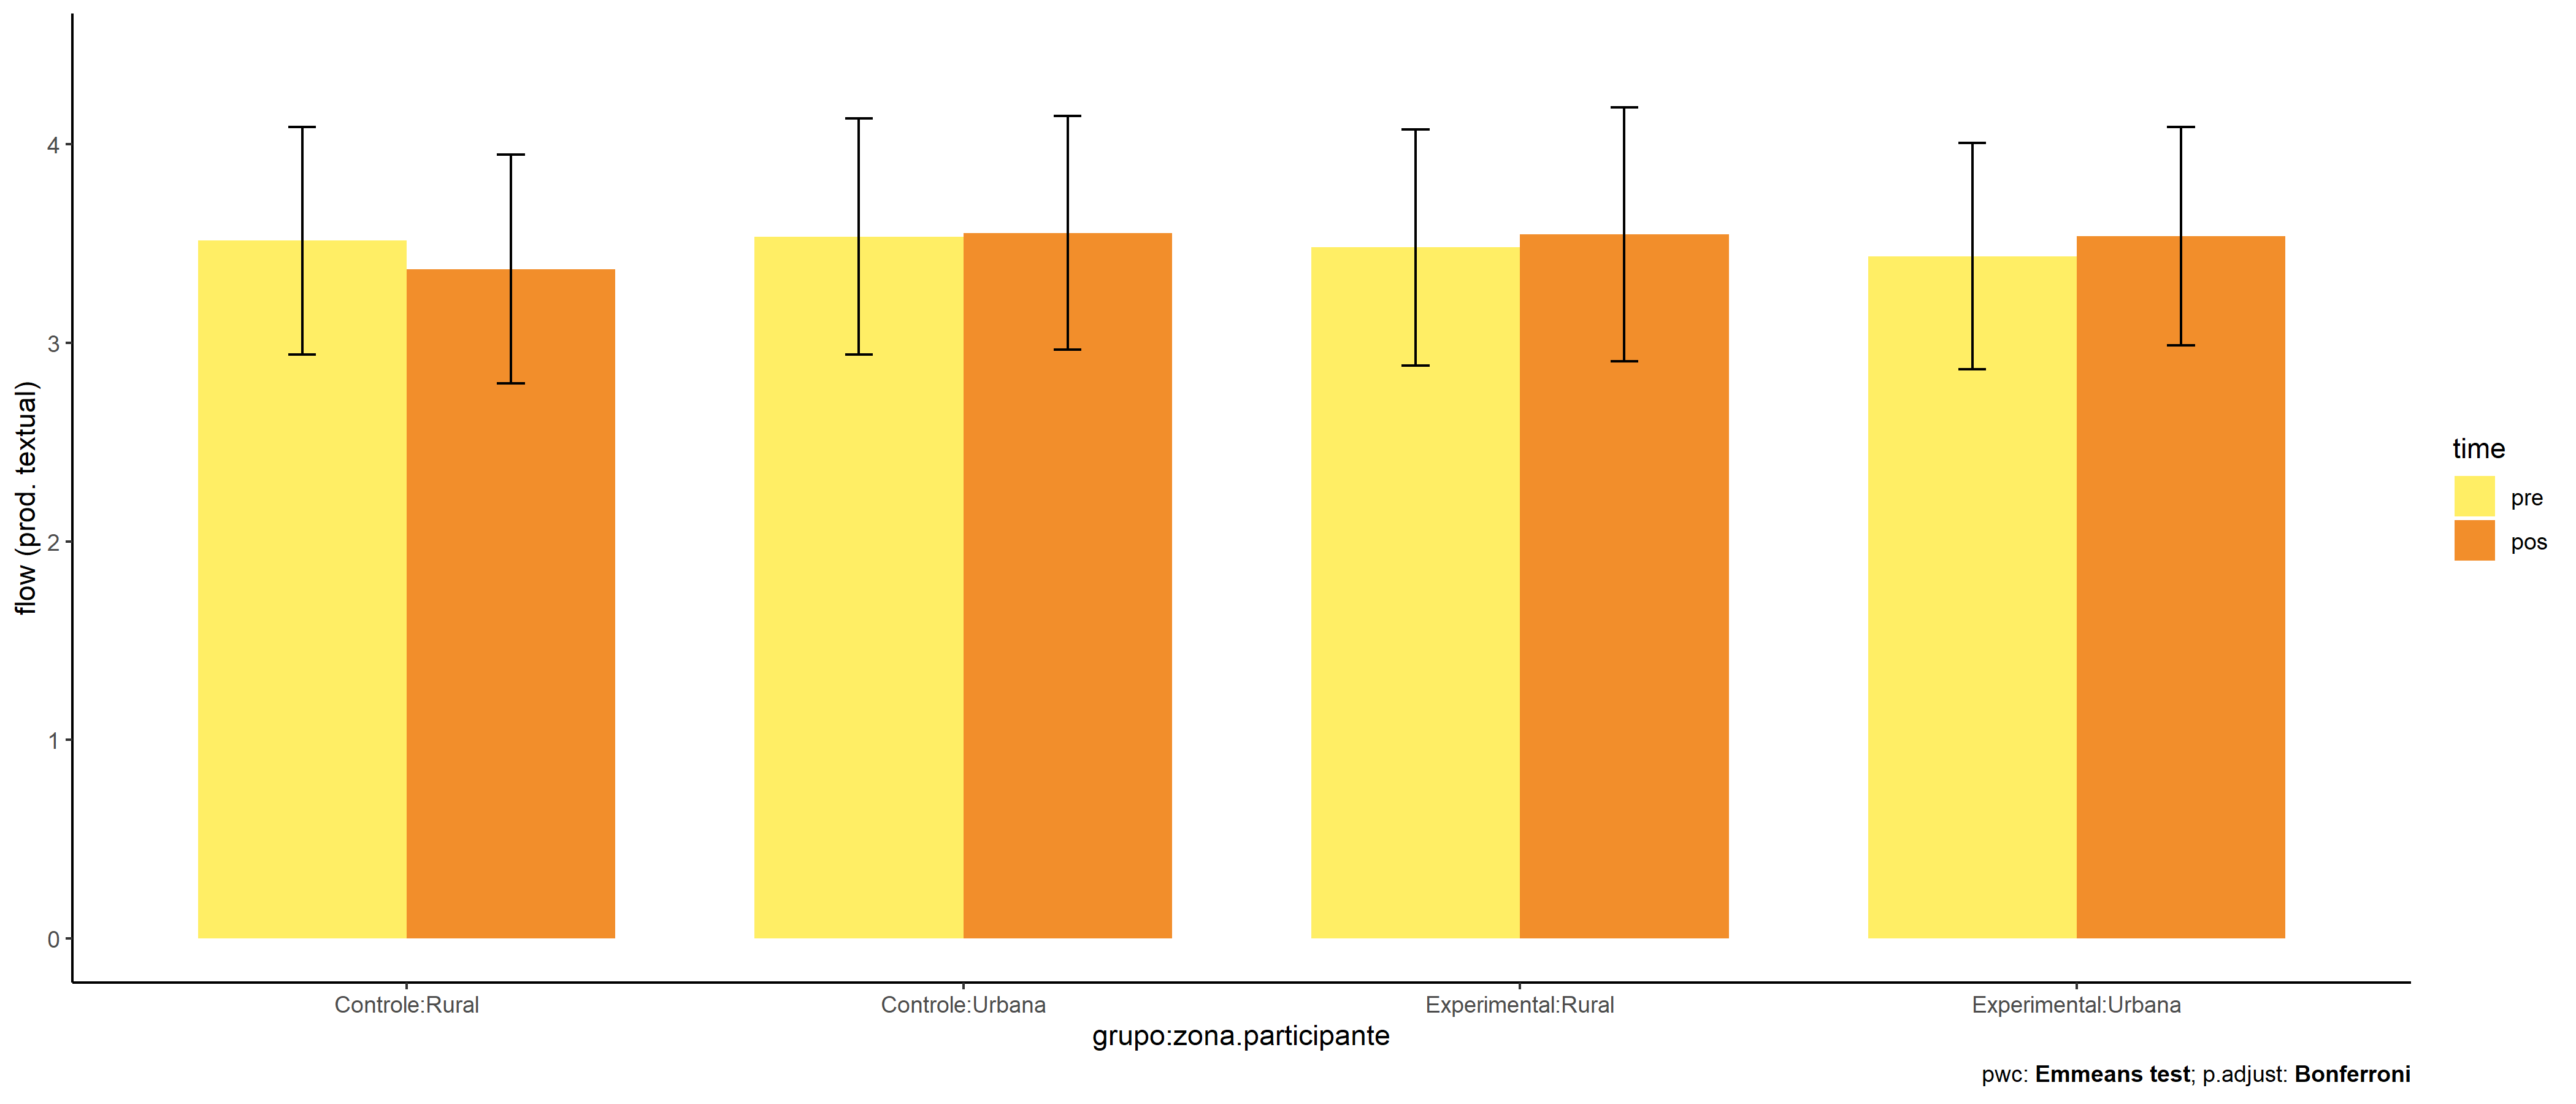 flow (prod. textual)
4
3
2
1
0
Controle:Rural
Controle:Urbana
Experimental:Rural
Experimental:Urbana
grupo:zona.participante
time
pre
pos
pwc: Emmeans test; p.adjust: Bonferroni